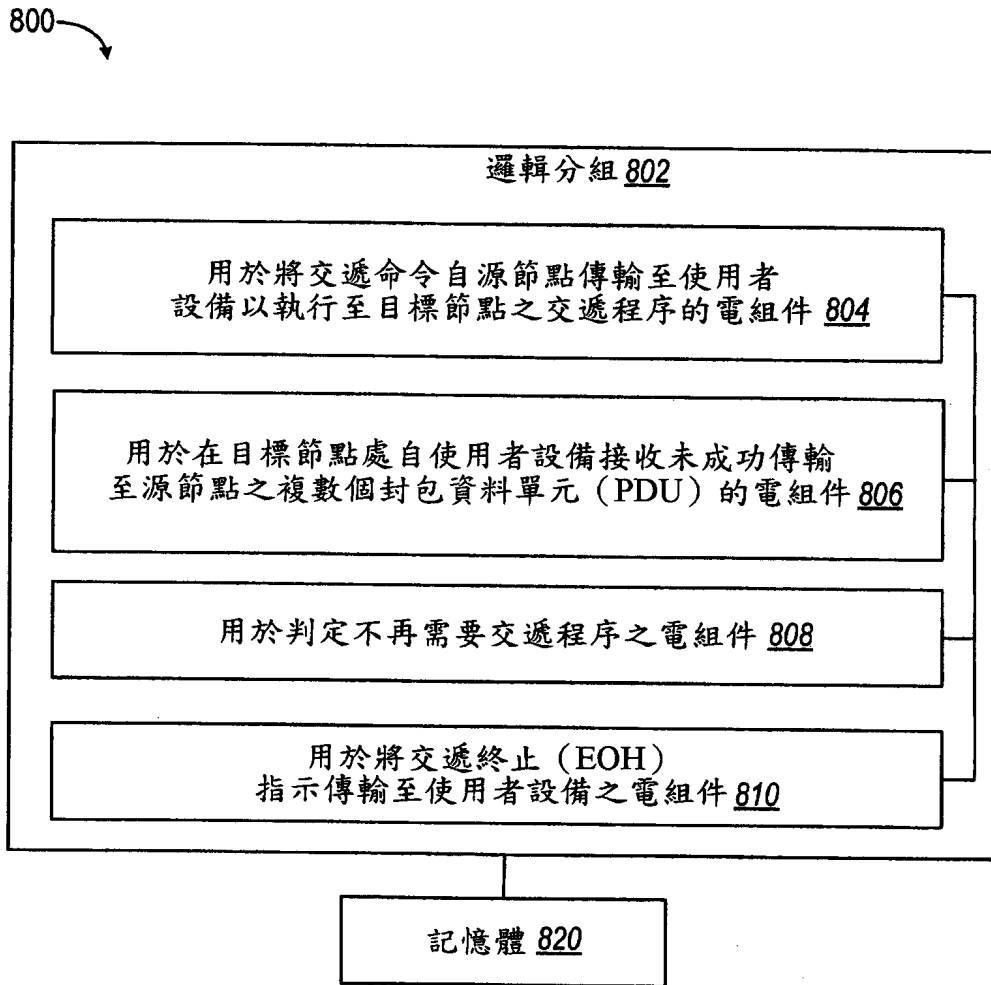 800
邏輯分組 802
用於將交遞命令自源節點傳輸至使用者
設備以執行至目標節點之交遞程序的電組件 804
用於在目標節點處自使用者設備接收未成功傳輸
至源節點之複數個封包資料單元（PDU）的電組件 806
用於判定不再需要交遞程序之電組件 808
用於將交遞終止（EOH）
指示傳輸至使用者設備之電組件 810
記憶體 820